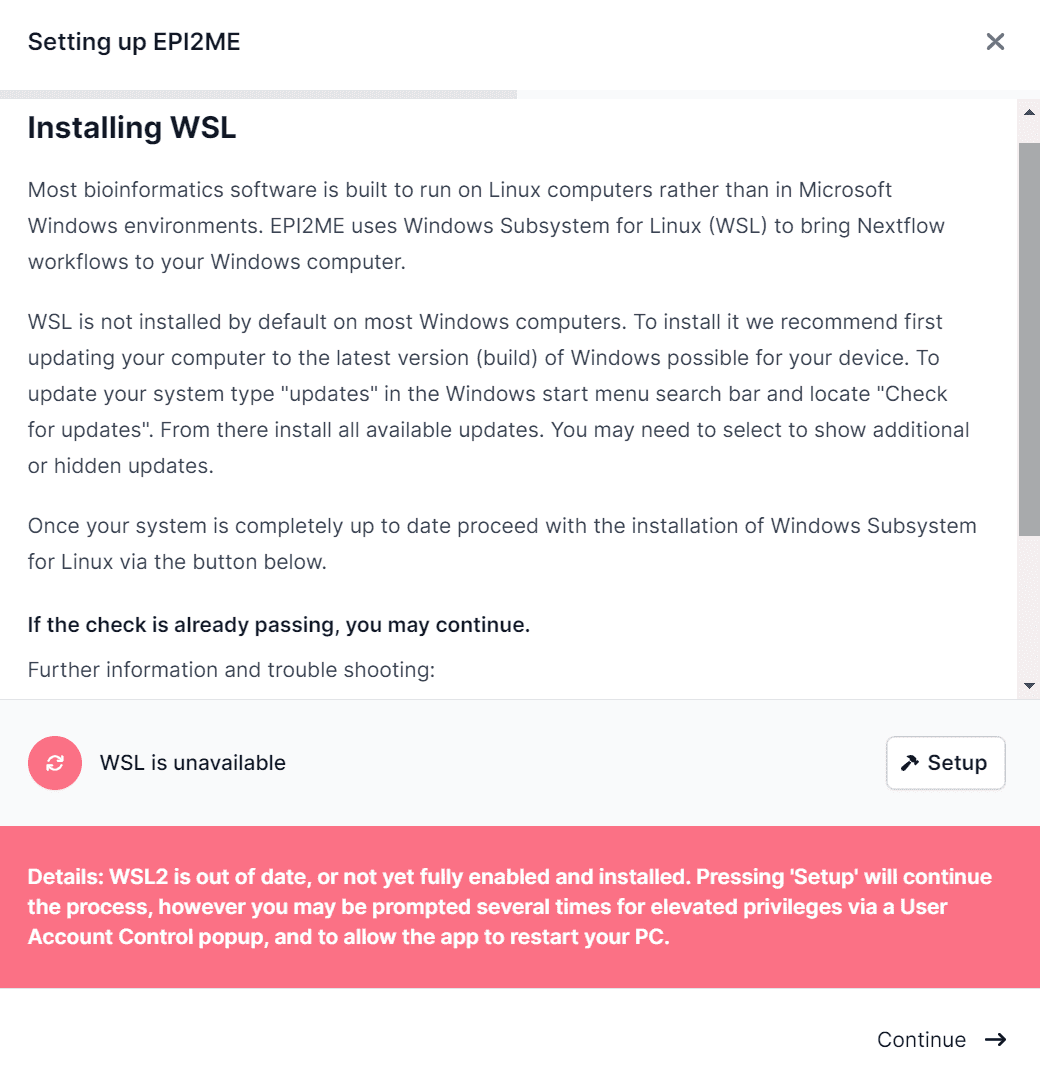 Setting up EPI2ME
Installing WSL
Most bioinformatics software is built to run on Linux computers rather than in Microsoft
Windows environments. EPI2ME uses Windows Subsystem for Linux (WSL) to bring Nextflow
workflows to your Windows computer.
WSL is not installed by default on most Windows computers. To install it we recommend first
updating your computer to the latest version (build) of Windows possible for your device. To
update your system type "updates" in the Windows start menu search bar and locate "Check
for updates". From there install all available updates. You may need to select to show additional
or hidden updates.
Once your system is completely up to date proceed with the installation of Windows Subsystem
for Linux via the button below.
If the check is already passing, you may continue.
Further information and trouble shooting:
WSL is unavailable
Setup
Details: WSL2 is out of date, or not yet fully enabled and installed. Pressing 'Setup' will continue
the process, however you may be prompted several times for elevated privileges via a User
Account Control popup, and to allow the app to restart your PC.
Continue